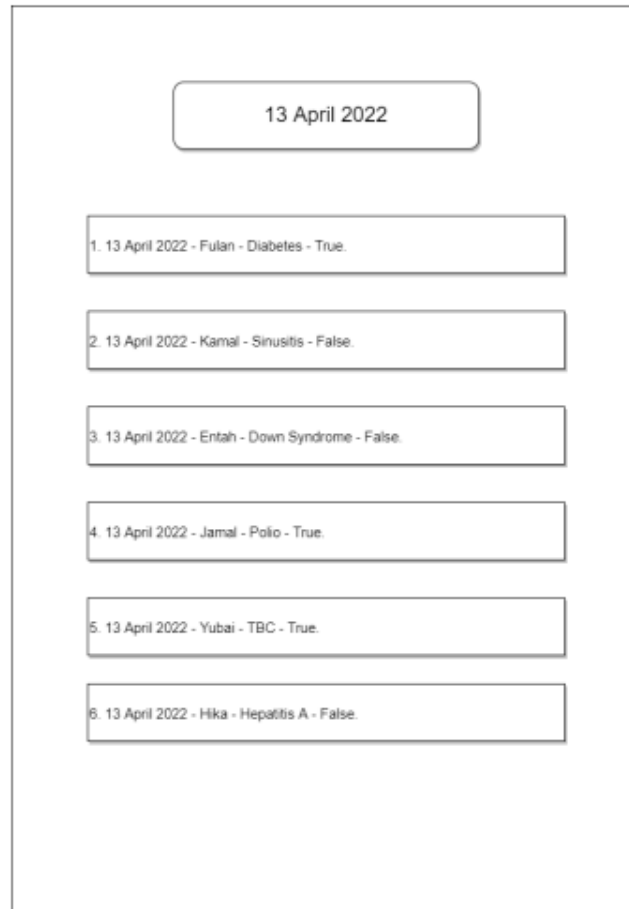 13 April 2022
1. 13 April 2022 - Fulan - Diabetes - True.
2. 13 April 2022 - Kamal - Sinusitis - False.
3. 13 April 2022 - Entah - Down Syndrome - False.
4. 13 April 2022 - Jamal - Polio - True.
5. 13 April 2022 - Yubai - TBC - True.
6. 13 April 2022 - Hika - Hepatitis A - False.